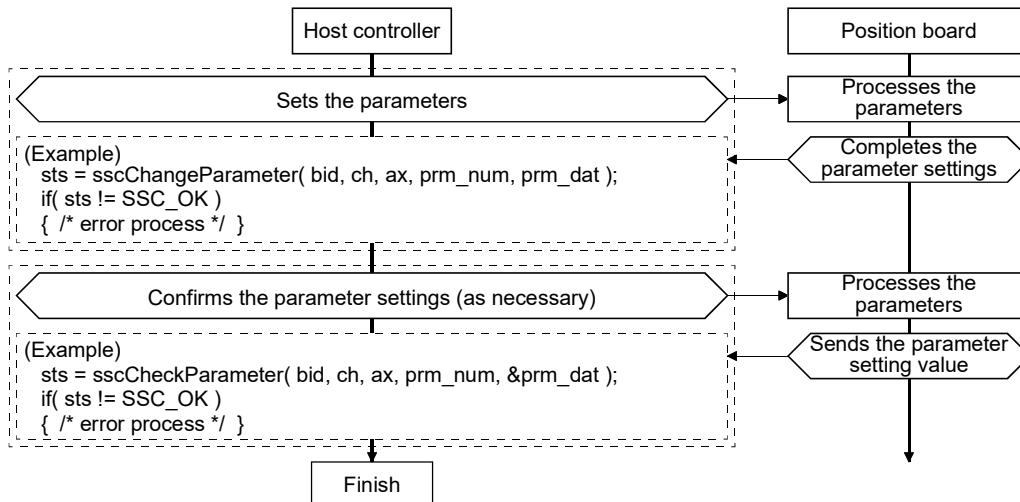 Host controller
Position board
Sets the parameters
Processes the
parameters
(Example)
sts = sscChangeParameter( bid, ch, ax, prm_num, prm_dat );
if( sts != SSC_OK )
{  /* error process */  }
Completes the
parameter settings
Confirms the parameter settings (as necessary)
Processes the
parameters
(Example)
sts = sscCheckParameter( bid, ch, ax, prm_num, &prm_dat );
if( sts != SSC_OK )
{  /* error process */  }
Sends the parameter
setting value
Finish